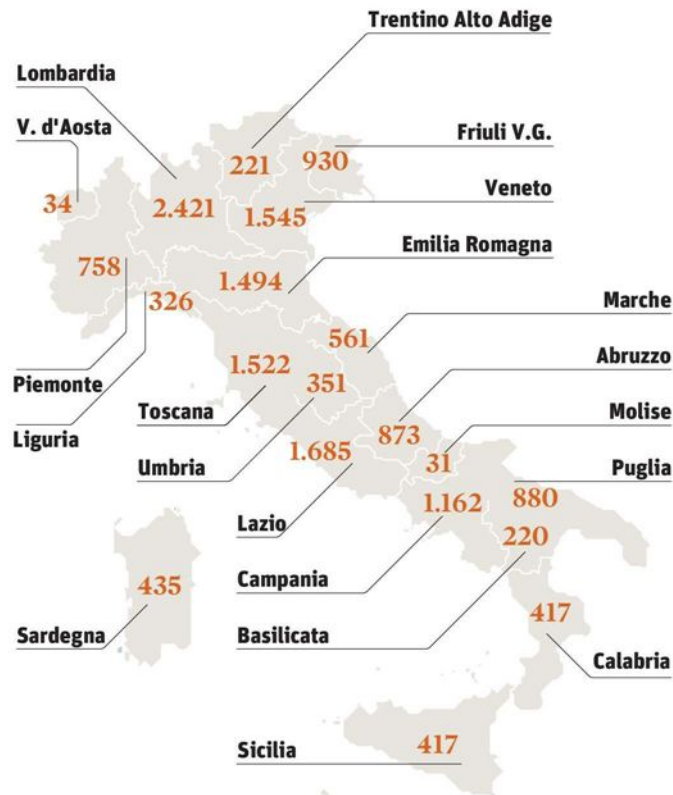 Trentino Alto Adige
Lombardia
V. d'Aosta
Friuli V.G.
221
930
Veneto
34
2.421
1.545
Emilia Romagna
758
1.494
326
Marche
561
Abruzzo
1.522
Piemonte
351
Toscana
Molise
873
Liguria
1.685
31
Umbria
Puglia
1.162
880
Lazio
220
Campania
435
417
Sardegna
Basilicata
Calabria
Sicilia
417